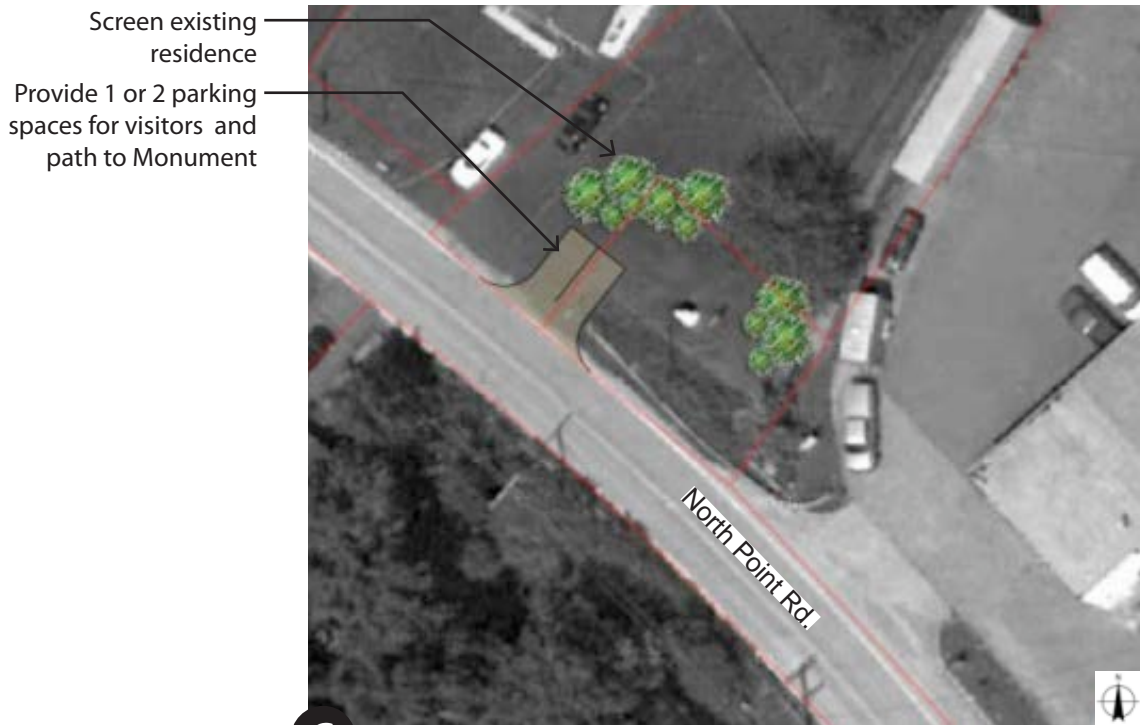 Screen existing
residence
Provide 1 or 2 parking
spaces for visitors and
path to Monument
North Point Rd.
N